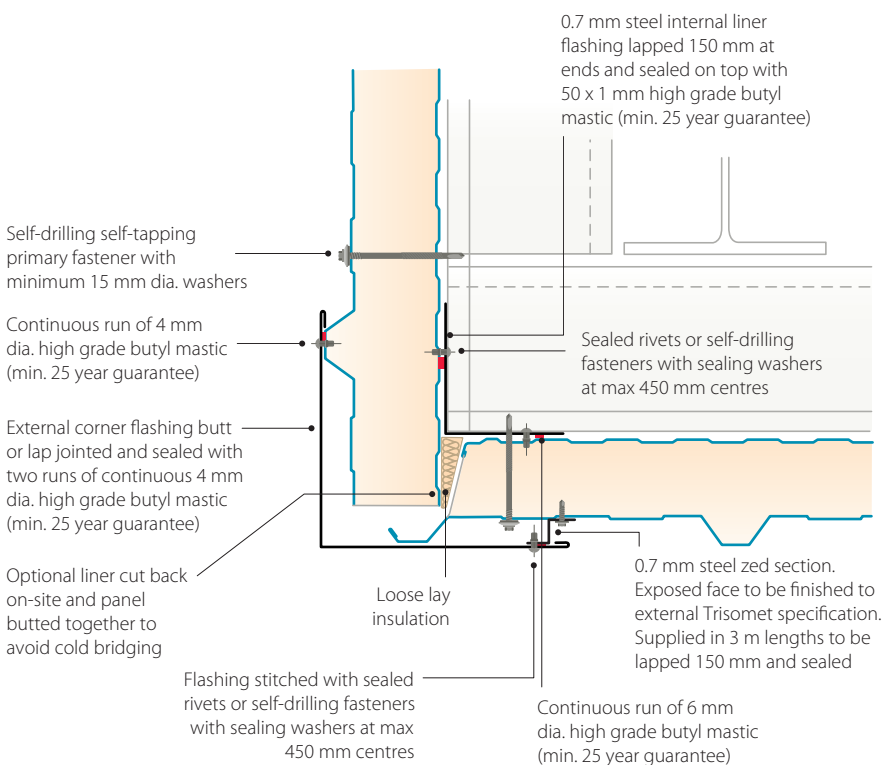 0.7 mm steel internal liner
flashing lapped 150 mm at
ends and sealed on top with
50 x 1 mm high grade butyl
mastic (min. 25 year guarantee)
Self-drilling self-tapping
primary fastener with
minimum 15 mm dia. washers
Continuous run of 4 mm
dia. high grade butyl mastic
(min. 25 year guarantee)
Sealed rivets or self-drilling
fasteners with sealing washers
at max 450 mm centres
External corner flashing butt
or lap jointed and sealed with
two runs of continuous 4 mm
dia. high grade butyl mastic
(min. 25 year guarantee)
Optional liner cut back
on-site and panel
butted together to
avoid cold bridging
Loose lay
insulation
0.7 mm steel zed section.
Exposed face to be finished to
external Trisomet specification.
Supplied in 3 m lengths to be
lapped 150 mm and sealed
Flashing stitched with sealed
rivets or self-drilling fasteners
with sealing washers at max
450 mm centres
Continuous run of 6 mm
dia. high grade butyl mastic
(min. 25 year guarantee)